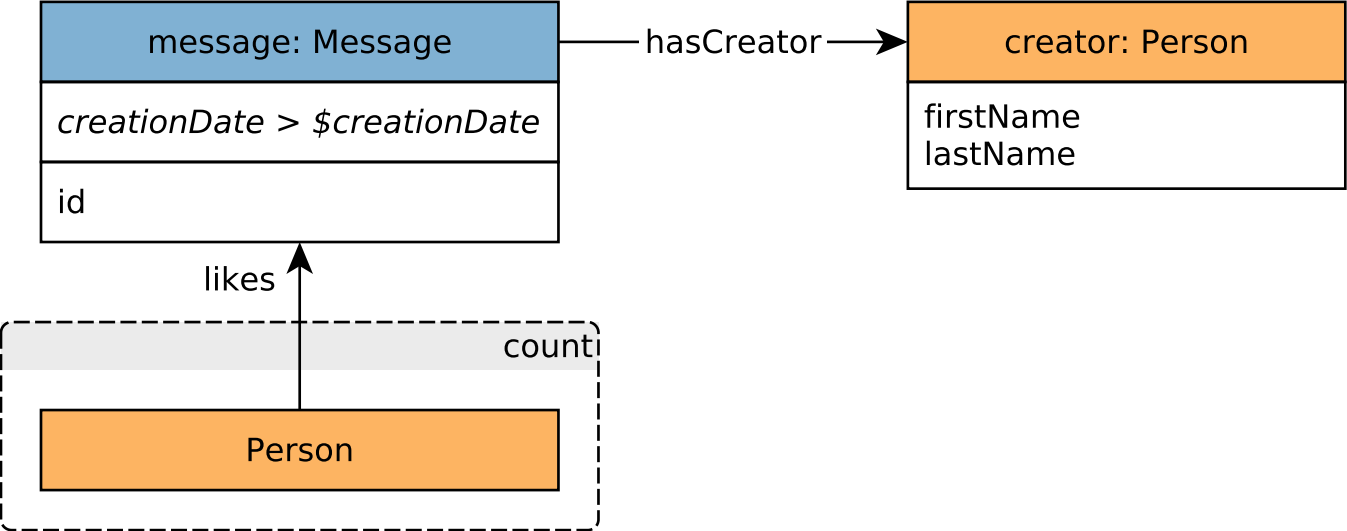 message: Message
hasCreator
creator: Person
creationDate > $creationDate
firstName
lastName
id
likes
count
Person